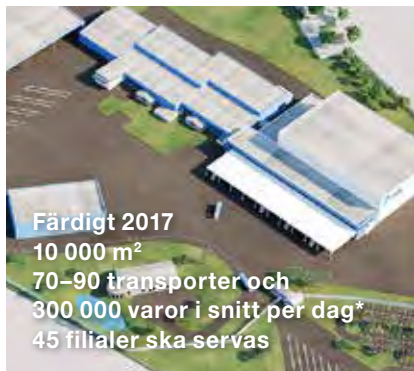 Färdigt 2017
10 000 m²
70–90 transporter och
300 000 varor i snitt per dag*
45 filialer ska servas